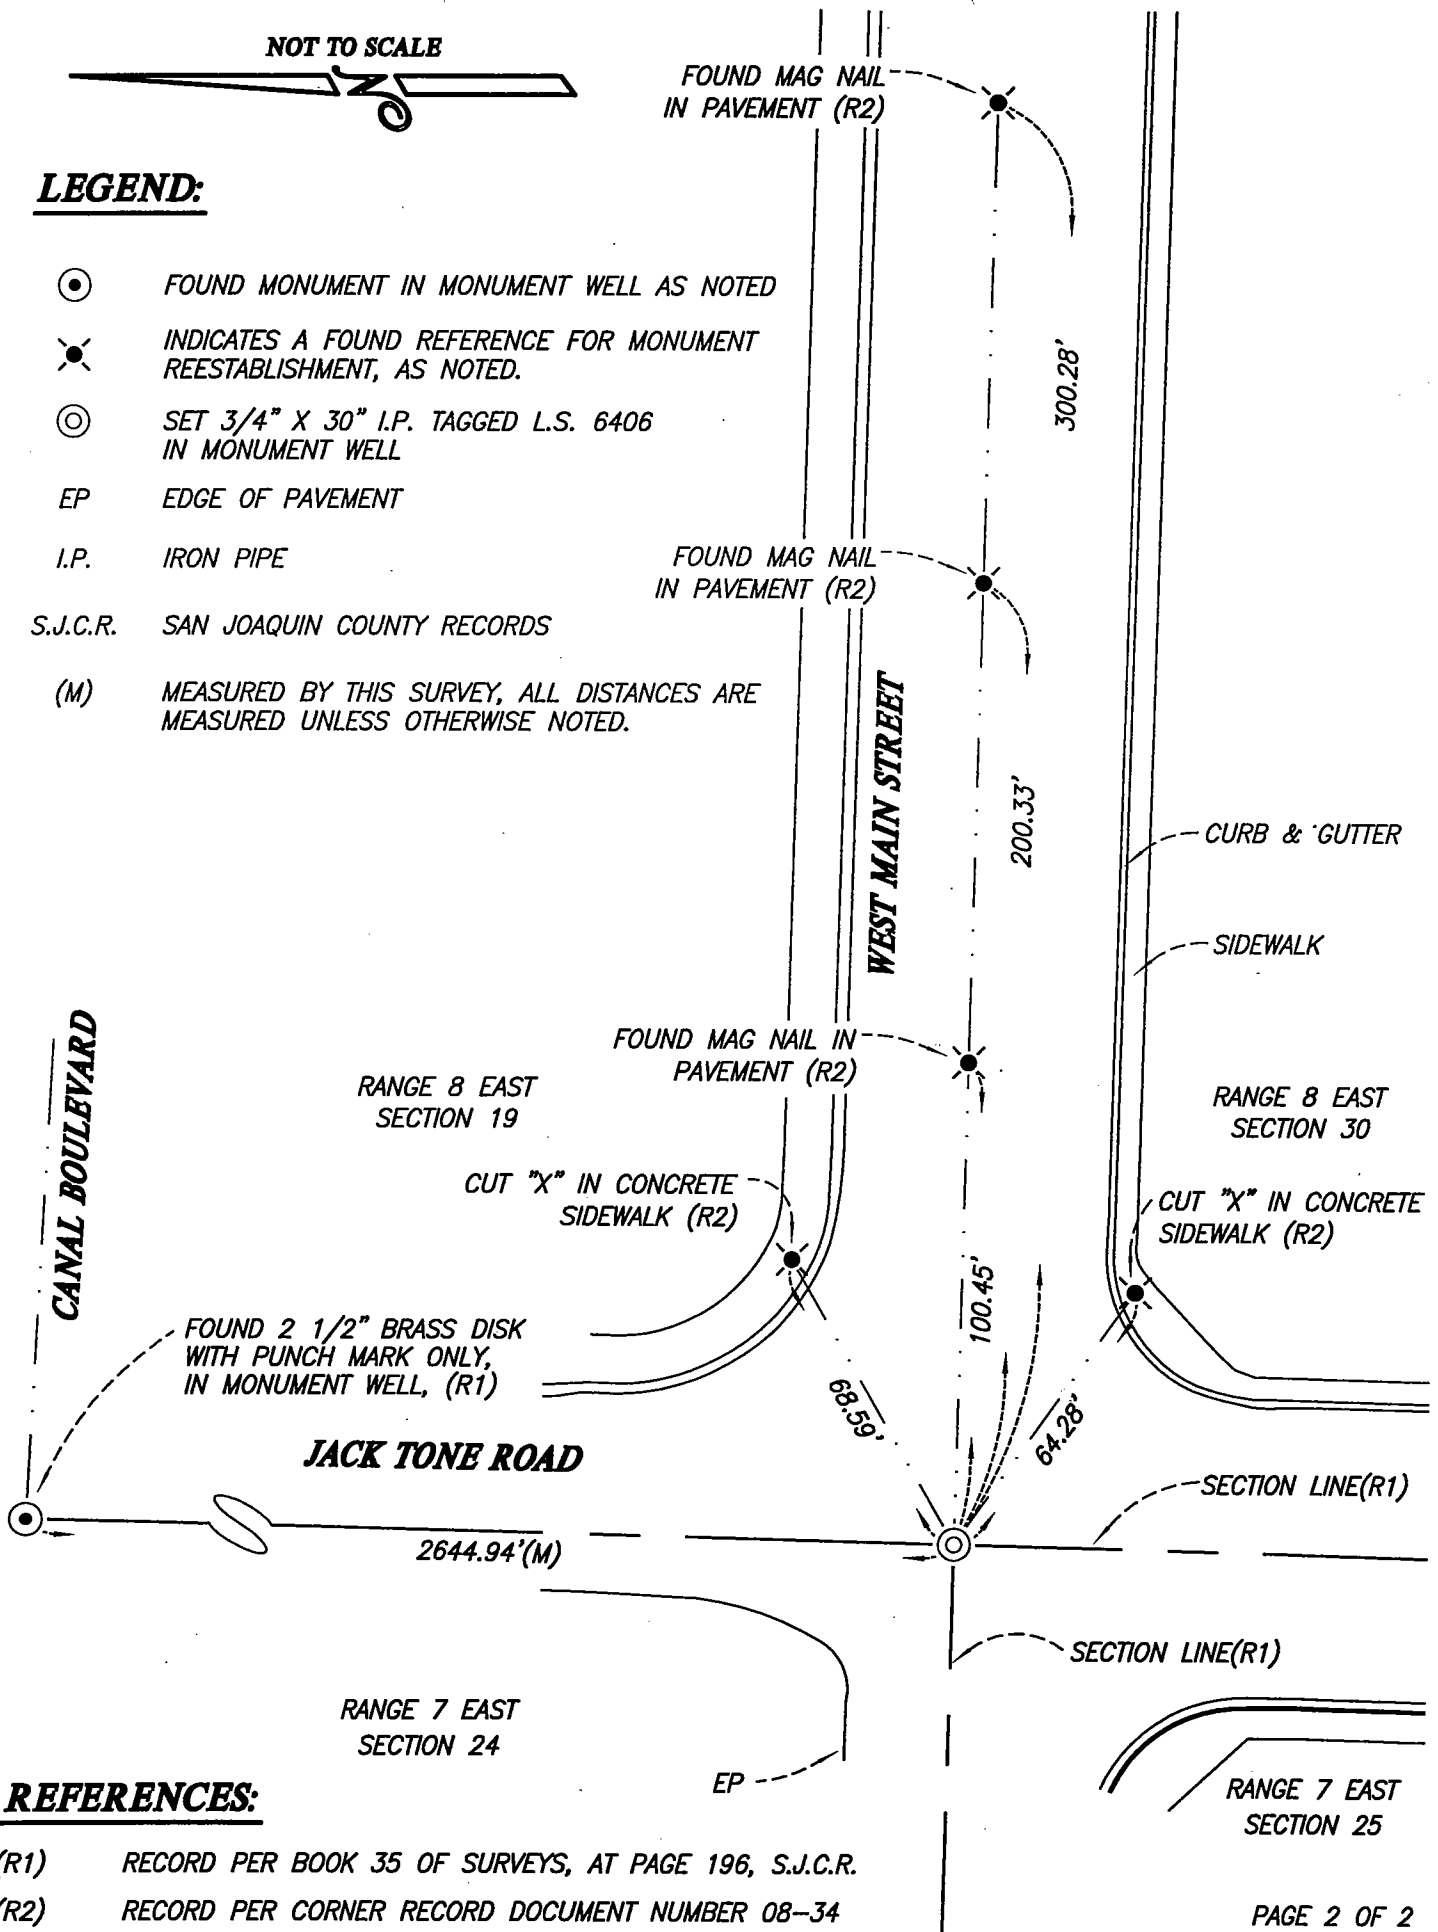 NOT TO SCALE
FOUND MAG NAIL
IN PAVEMENT (R2)
LEGEND:
FOUND MONUMENT IN MONUMENT WELL AS NOTED
INDICATES A FOUND REFERENCE FOR MONUMENT
REESTABLISHMENT, AS NOTED.
SET 3/4" X 30" I.P. TAGGED L.S. 6406
IN MONUMENT WELL
EP EDGE OF PAVEMENT
I.P. IRON PIPE
S.J.C.R. SAN JOAQUIN COUNTY RECORDS
(M) MEASURED BY THIS SURVEY, ALL DISTANCES ARE
MEASURED UNLESS OTHERWISE NOTED.
300.28'
FOUND MAG NAIL
IN PAVEMENT (R2)
WEST MAIN STREET
200.33'
CURB & GUTTER
SIDEWALK
FOUND MAG NAIL IN
PAVEMENT (R2)
CANAL BOULEVARD
RANGE 8 EAST
SECTION 19
RANGE 8 EAST
SECTION 30
CUT "X" IN CONCRETE
SIDEWALK (R2)
CUT "X" IN CONCRETE
SIDEWALK (R2)
100.45'
FOUND 2 1/2" BRASS DISK
WITH PUNCH MARK ONLY,
IN MONUMENT WELL, (R1)
68.59'
64.28'
JACK TONE ROAD
SECTION LINE(R1)
2644.94'(M)
SECTION LINE(R1)
RANGE 7 EAST
SECTION 24
EP
RANGE 7 EAST
SECTION 25
REFERENCES:
(R1) RECORD PER BOOK 35 OF SURVEYS, AT PAGE 196, S.J.C.R.
(R2) RECORD PER CORNER RECORD DOCUMENT NUMBER 08-34
PAGE 2 OF 2